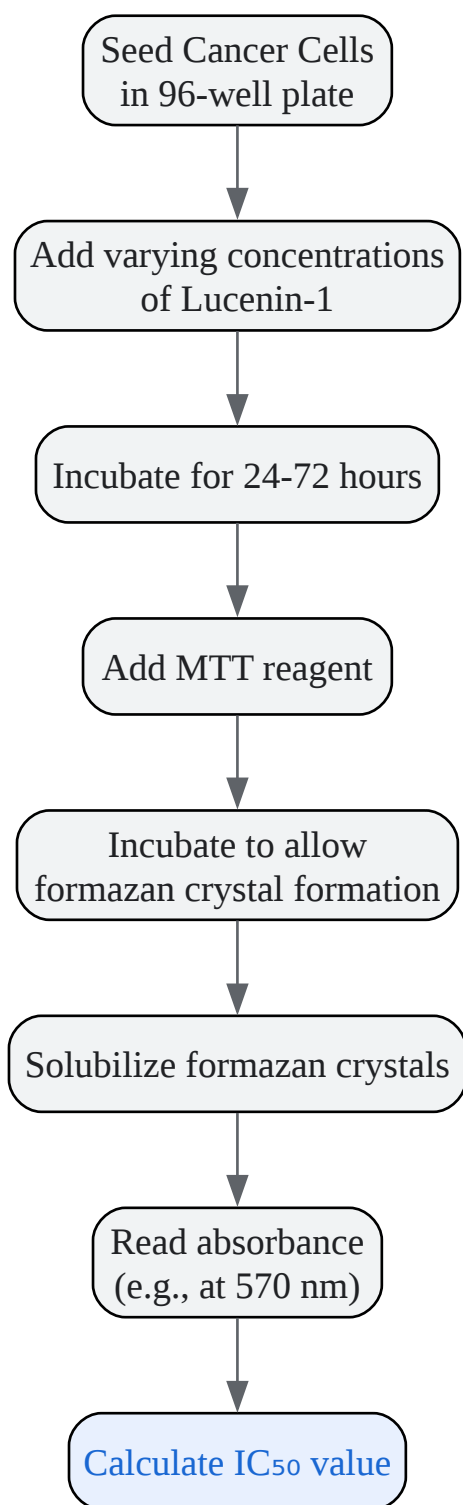 Seed Cancer Cells
in 96-well plate
Add varying concentrations
of Lucenin-1
Incubate for 24-72 hours
Add MTT reagent
Incubate to allow
formazan crystal formation
Solubilize formazan crystals
Read absorbance
(e.g., at 570 nm)
Calculate IC₅₀ value